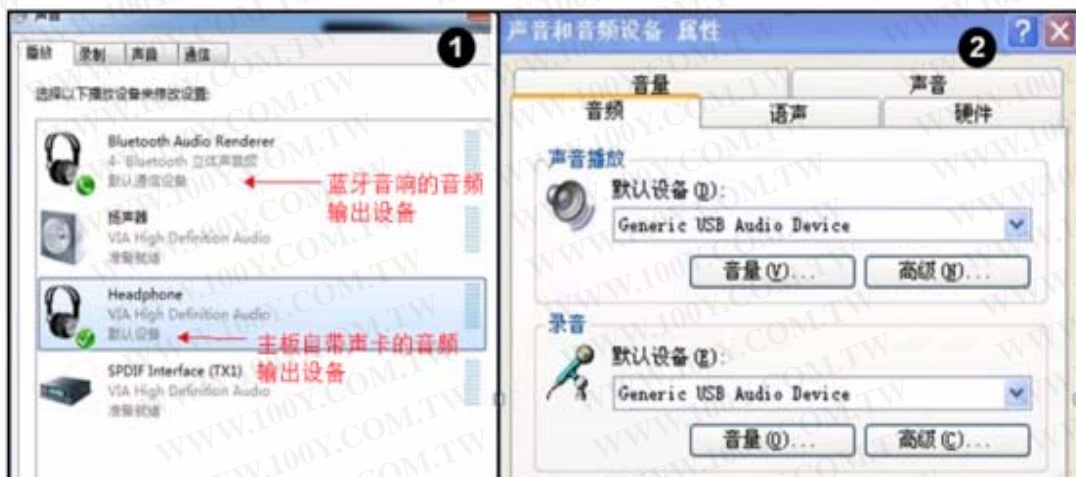 声音
1
播放 录制 声音 通信
选择以下播放设备来修改设置:
Bluetooth Audio Renderer
4- Bluetooth 立体声音频
默认通信设备
蓝牙音响的音频
输出设备
扬声器
VIA High Definition Audio
准备就绪
Headphone
VIA High Definition Audio
默认设备
主板自带声卡的音频
输出设备
SPDIF Interface (TX1)
VIA High Definition Audio
准备就绪
声音和音频设备 属性
2
音量 声音
音频 语声 硬件
声音播放
默认设备(D):
Generic USB Audio Device
音量(V)... 高级(N)...
录音
默认设备(E):
Generic USB Audio Device
音量(O)... 高级(C)...
WWW.100Y.COM.TW